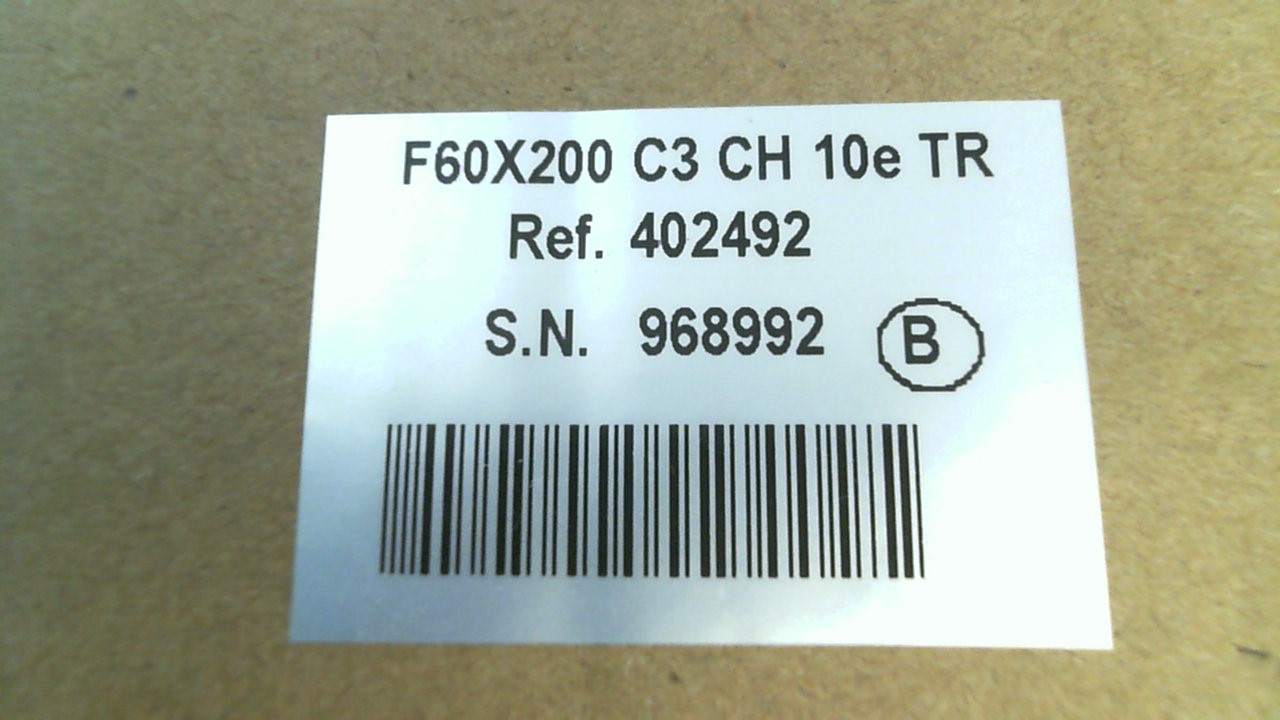 F60X200 C3 CH 10e TR
Ref. 402492
S.N. 968992 B